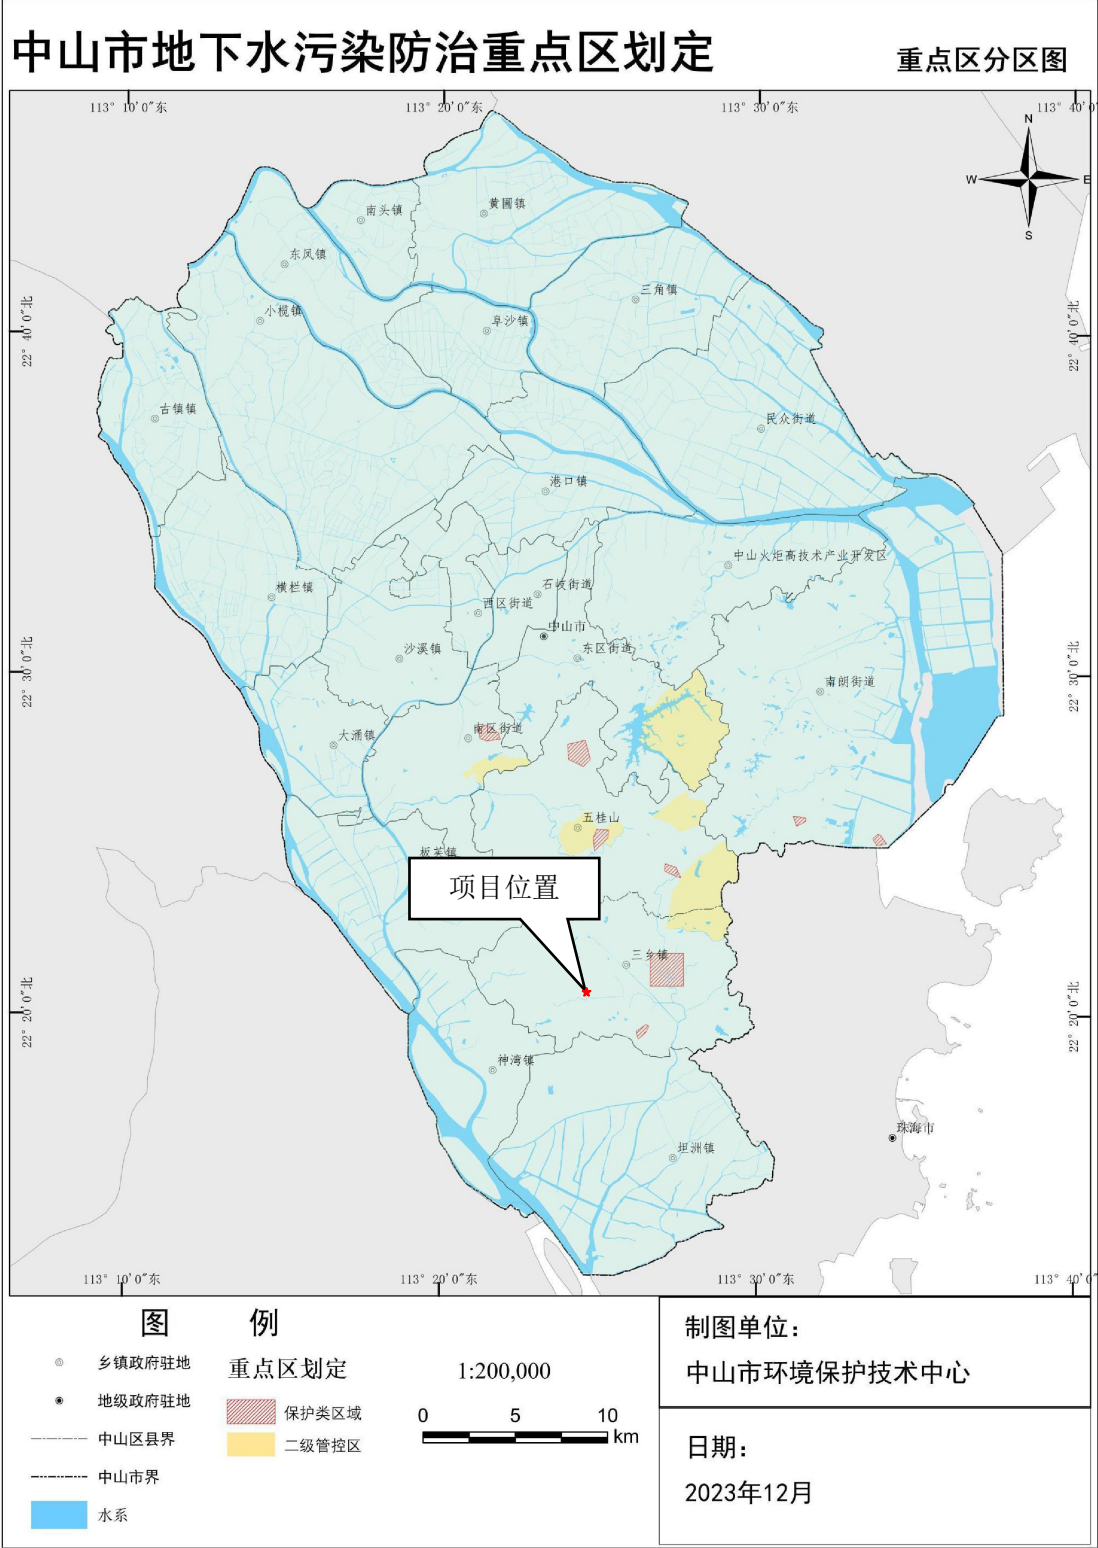 中山市地下水污染防治重点区划定
重点区分区图
113° 10′0″东
113° 20′0″东
113° 30′0″东
113° 40′0
N
W
E
S
22° 40′0″北
22° 40′0″北
22° 30′0″北
22° 30′0″北
22° 20′0″北
22° 20′0″北
南头镇
黄圃镇
东凤镇
三角镇
小榄镇
阜沙镇
古镇镇
民众街道
港口镇
中山火炬高技术产业开发区
石岐街道
横栏镇
西区街道
中山市
沙溪镇
东区街道
南朗街道
南区街道
大涌镇
五桂山
板芙镇
项目位置
三乡镇
神湾镇
珠海市
坦洲镇
113° 10′0″东
113° 20′0″东
113° 30′0″东
113° 40′0
图 例
乡镇政府驻地
地级政府驻地
中山区县界
中山市界
水系
重点区划定
保护类区域
二级管控区
1:200,000
0 5 10
km
制图单位：
中山市环境保护技术中心
日期：
2023年12月